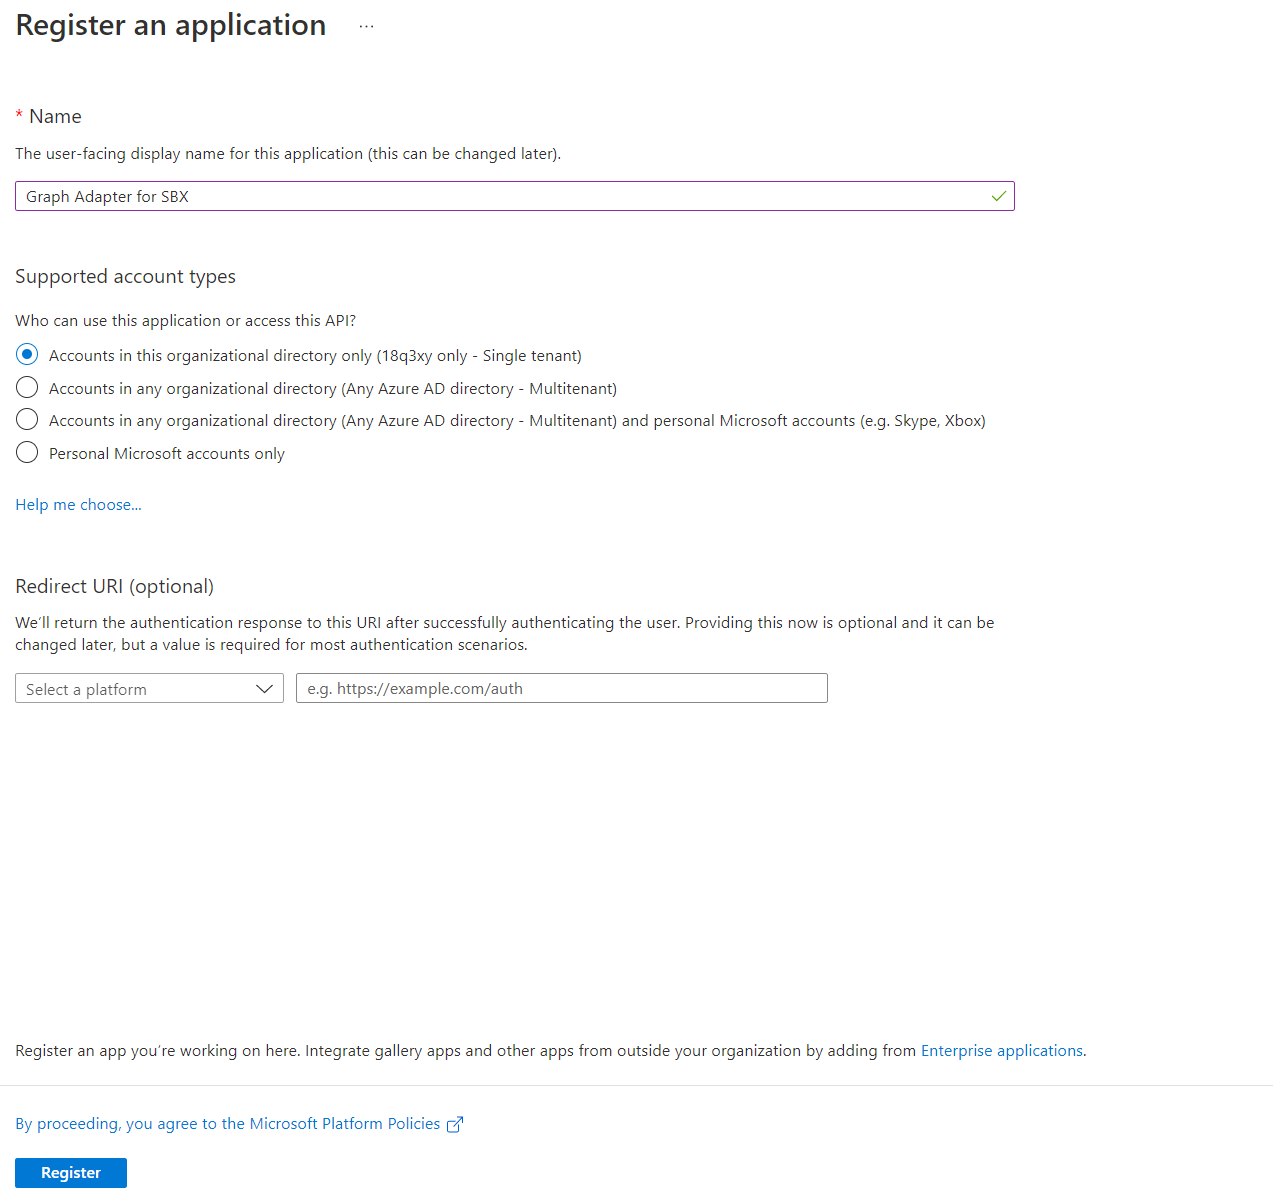 Register an application ...
* Name
The user-facing display name for this application (this can be changed later).
Graph Adapter for SBX
Supported account types
Who can use this application or access this API?
Accounts in this organizational directory only (18q3xy only - Single tenant)
Accounts in any organizational directory (Any Azure AD directory - Multitenant)
Accounts in any organizational directory (Any Azure AD directory - Multitenant) and personal Microsoft accounts (e.g. Skype, Xbox)
Personal Microsoft accounts only
Help me choose...
Redirect URI (optional)
We'll return the authentication response to this URI after successfully authenticating the user. Providing this now is optional and it can be
changed later, but a value is required for most authentication scenarios.
Select a platform
e.g. https://example.com/auth
Register an app you're working on here. Integrate gallery apps and other apps from outside your organization by adding from Enterprise applications.
By proceeding, you agree to the Microsoft Platform Policies
Register